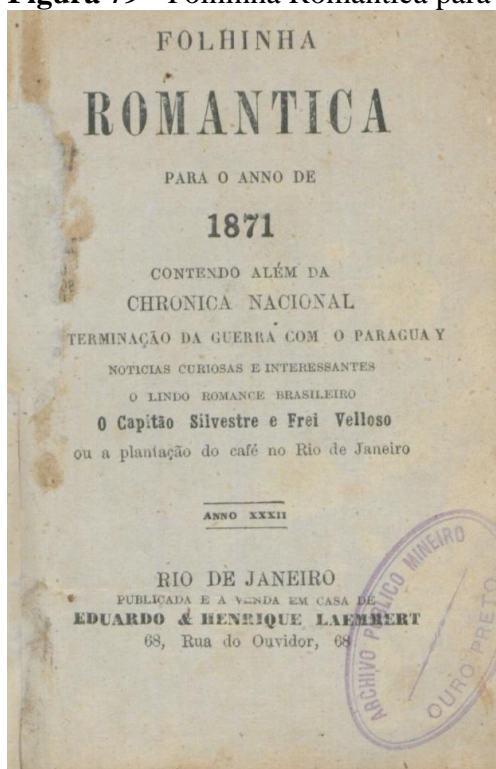 Figura 79 - Folhinha Romântica para
FOLHINHA
ROMANTICA
PARA O ANNO DE
1871
CONTENDO ALÉM DA
CHRONICA NACIONAL
TERMINAÇÃO DA GUERRA COM O PARAGUAY
NOTICIAS CURIOSAS E INTERESSANTES
O LINDO ROMANCE BRASILEIRO
O Capitão Silvestre e Frei Velloso
ou a plantação do café no Rio de Janeiro
ANNO XXXII
RIO DE JANEIRO
PUBLICADA E A VENDA EM CASA DE
EDUARDO & HENRIQUE LAEMMERT
68, Rua do Ouvidor, 68
ARCHIVO PUBLICO MINEIRO
OURO PRETO